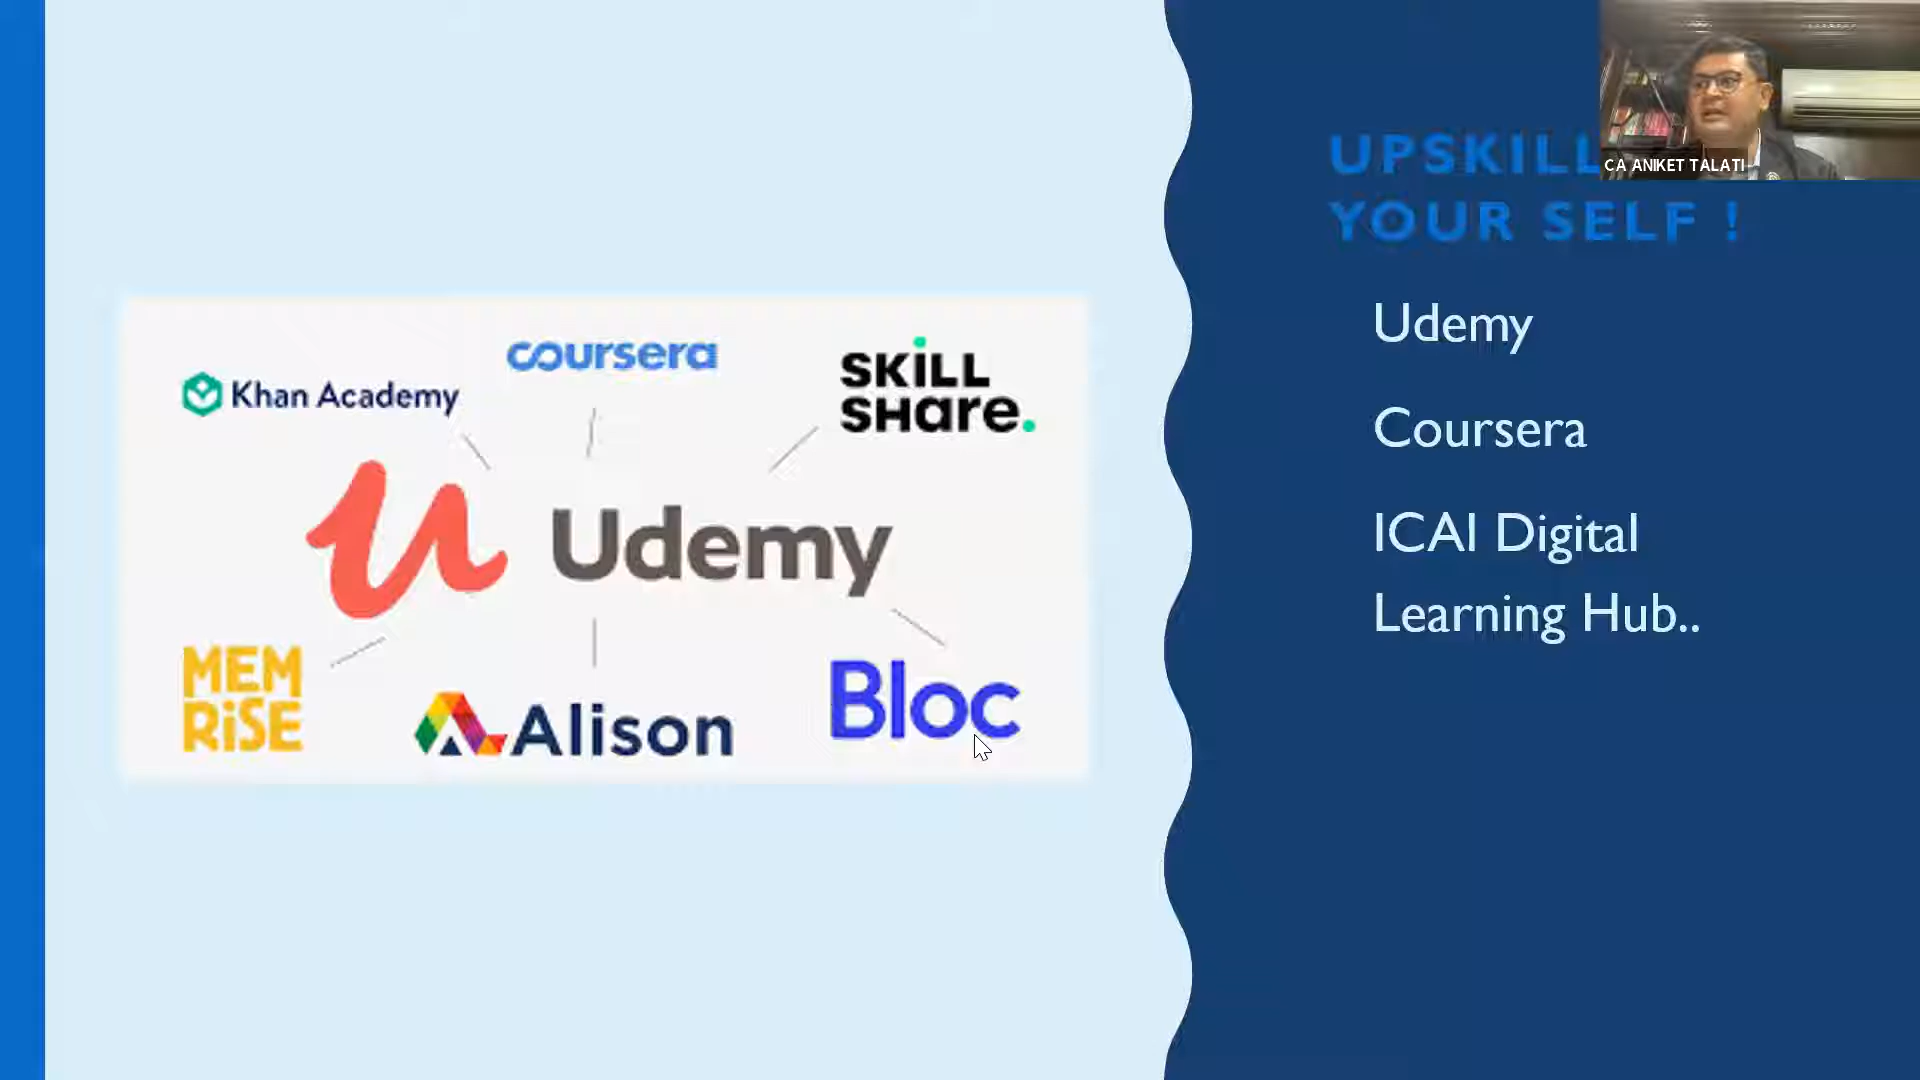 coursera
SKiLL
SHare.
Khan Academy
Udemy
MEM
RiSE
Alison
Bloc
UPSKILL
YOUR SELF !
Udemy
Coursera
ICAI Digital
Learning Hub..
CA ANIKET TALATI